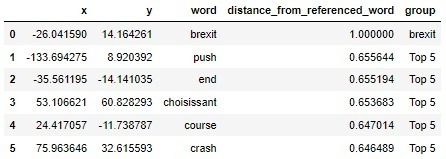 x y word distance_from_referenced_word group
0 -26.041590 14.164261 brexit 1.000000 brexit
1 -133.694275 8.920392 push 0.655644 Top 5
2 -35.561195 -14.141035 end 0.655194 Top 5
3 53.106621 60.828293 choisissant 0.653683 Top 5
4 24.417057 -11.738787 course 0.647014 Top 5
5 75.963646 32.615593 crash 0.646489 Top 5